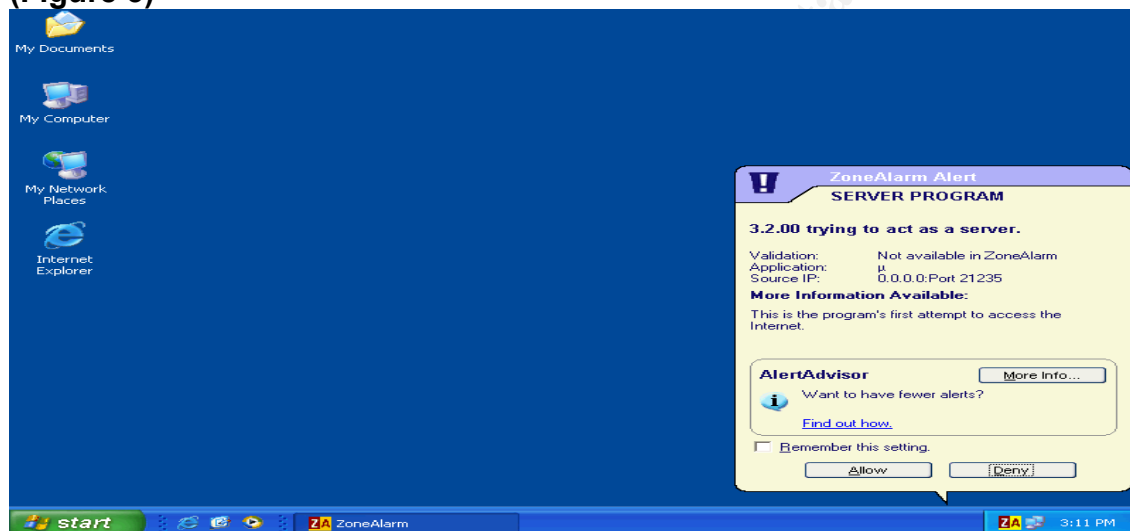 My Documents
My Computer
My Network
Places
Internet
Explorer
ZoneAlarm Alert
SERVER PROGRAM
3.2.00 trying to act as a server.
Validation: Not available in ZoneAlarm
Application: µ
Source IP: 0.0.0.0:Port 21235
More Information Available:
This is the program's first attempt to access the
Internet.
AlertAdvisor More Info...
Want to have fewer alerts?
Find out how.
Remember this setting.
Allow Deny
start ZA ZoneAlarm ZA 3:11 PM